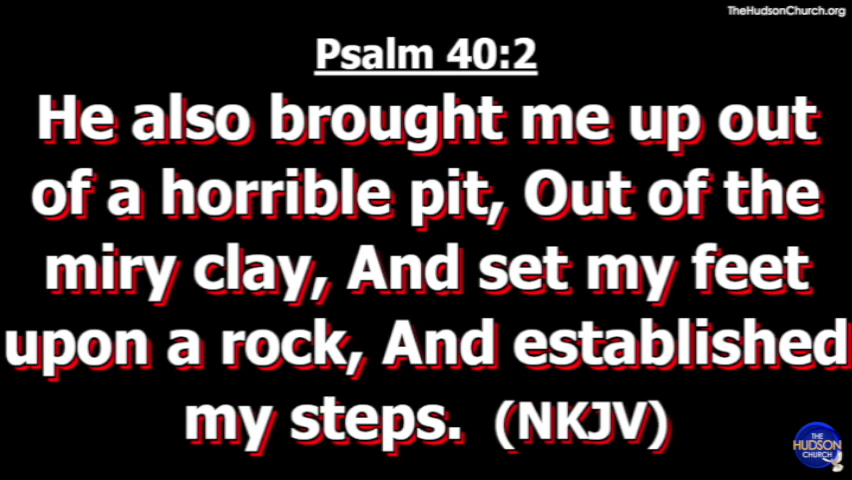 TheHudsonChurch.org
Psalm 40:2
He also brought me up out
of a horrible pit, Out of the
miry clay, And set my feet
upon a rock, And established
my steps. (NKJV)
THE
HUDSON
CHURCH